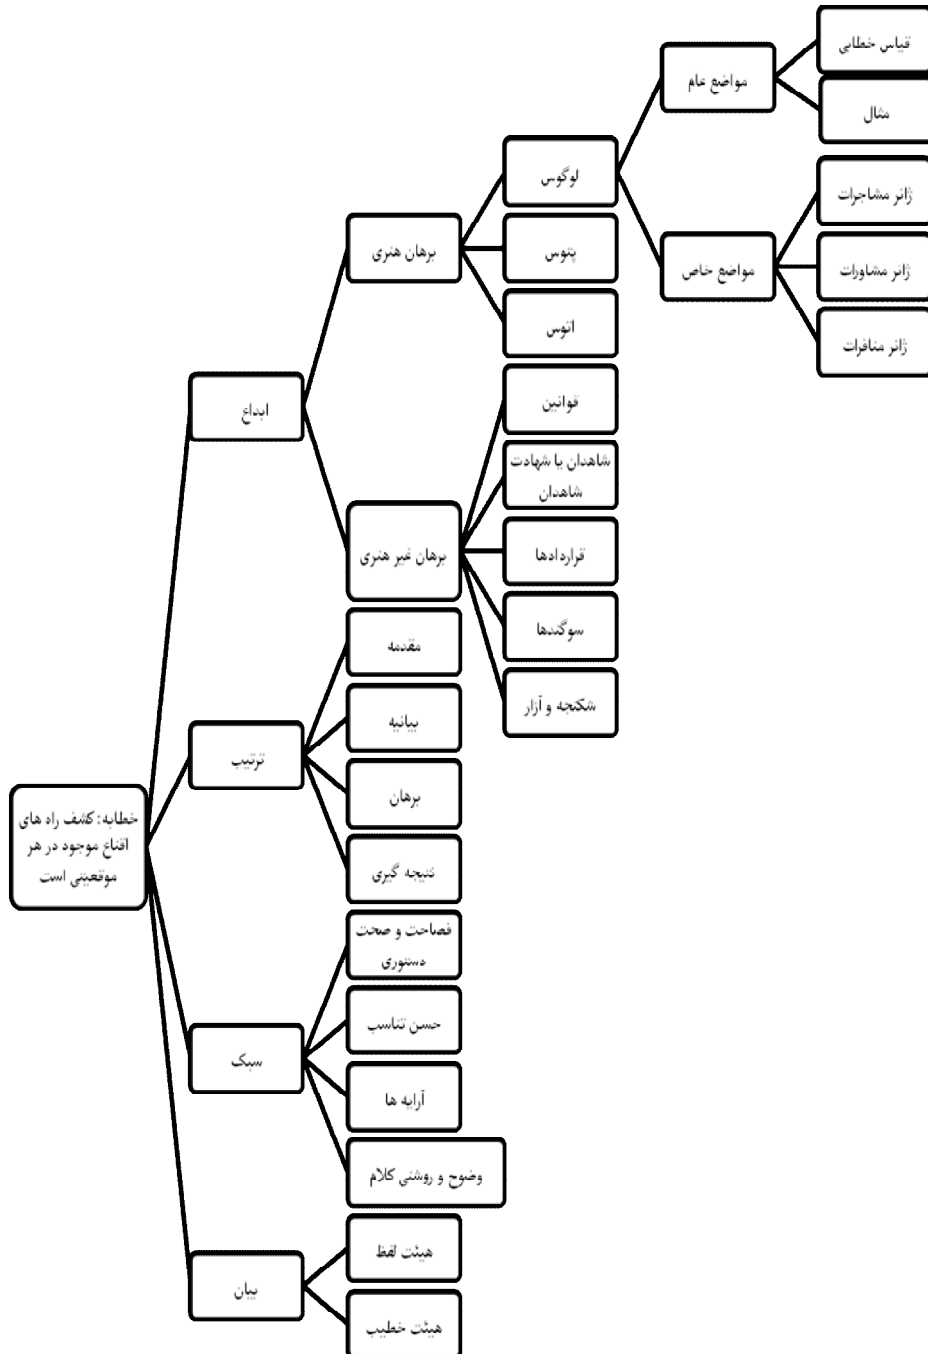 قیاس خطابی
مواضع عام
مثال
لوگوس
ژانر مشاجرات
برهان هنری
پتوس
مواضع خاص
ژانر مشاورات
اتوس
ژانر منافرات
ابداع
قوانین
شاهدان یا شهادت
شاهدان
برهان غیر هنری
قراردادها
سوگندها
شکنجه و آزار
مقدمه
بیانیه
ترتیب
برهان
نتیجه گیری
خطابه: کشف راه های
اقناع موجود در هر
موقعیتی است
فصاحت و صحت
دستوری
حسن تناسب
سبک
آرایه ها
وضوح و روشنی کلام
هیئت لفظ
بیان
هیئت خطیب